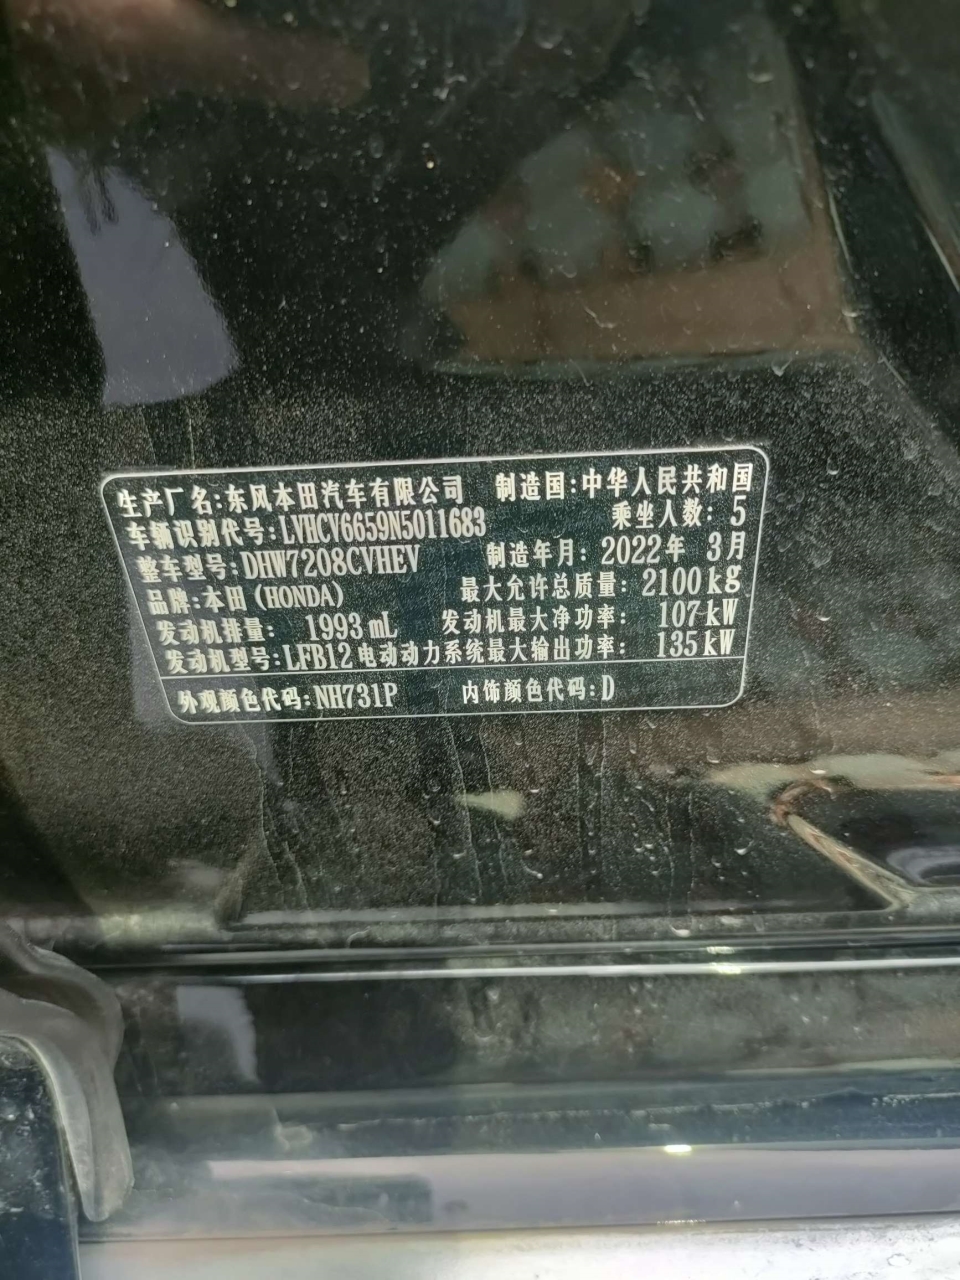 生产厂名:东风本田汽车有限公司 制造国:中华人民共和国
车辆识别代号:LVHCV6659N5011683 乘坐人数: 5
整车型号:DHW7208CVHEV 制造年月: 2022年 3月
品牌:本田(HONDA) 最大允许总质量: 2100kg
发动机排量: 1993mL 发动机最大净功率: 107kW
发动机型号:LFB12 电动动力系统最大输出功率: 135kW
外观颜色代码:NH731P 内饰颜色代码:D